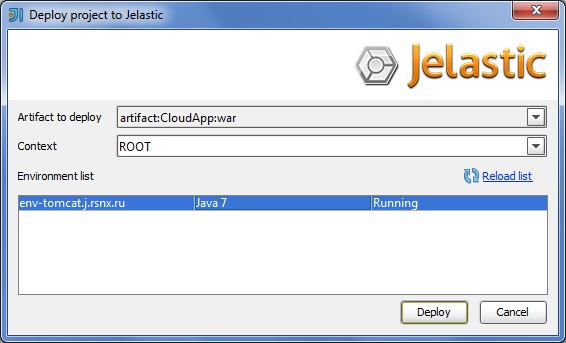 Deploy project to Jelastic
Jelastic
Artifact to deploy artifact:CloudApp:war
Context ROOT
Environment list Reload list
env-tomcat.j.rsnx.ru Java 7 Running
Deploy Cancel